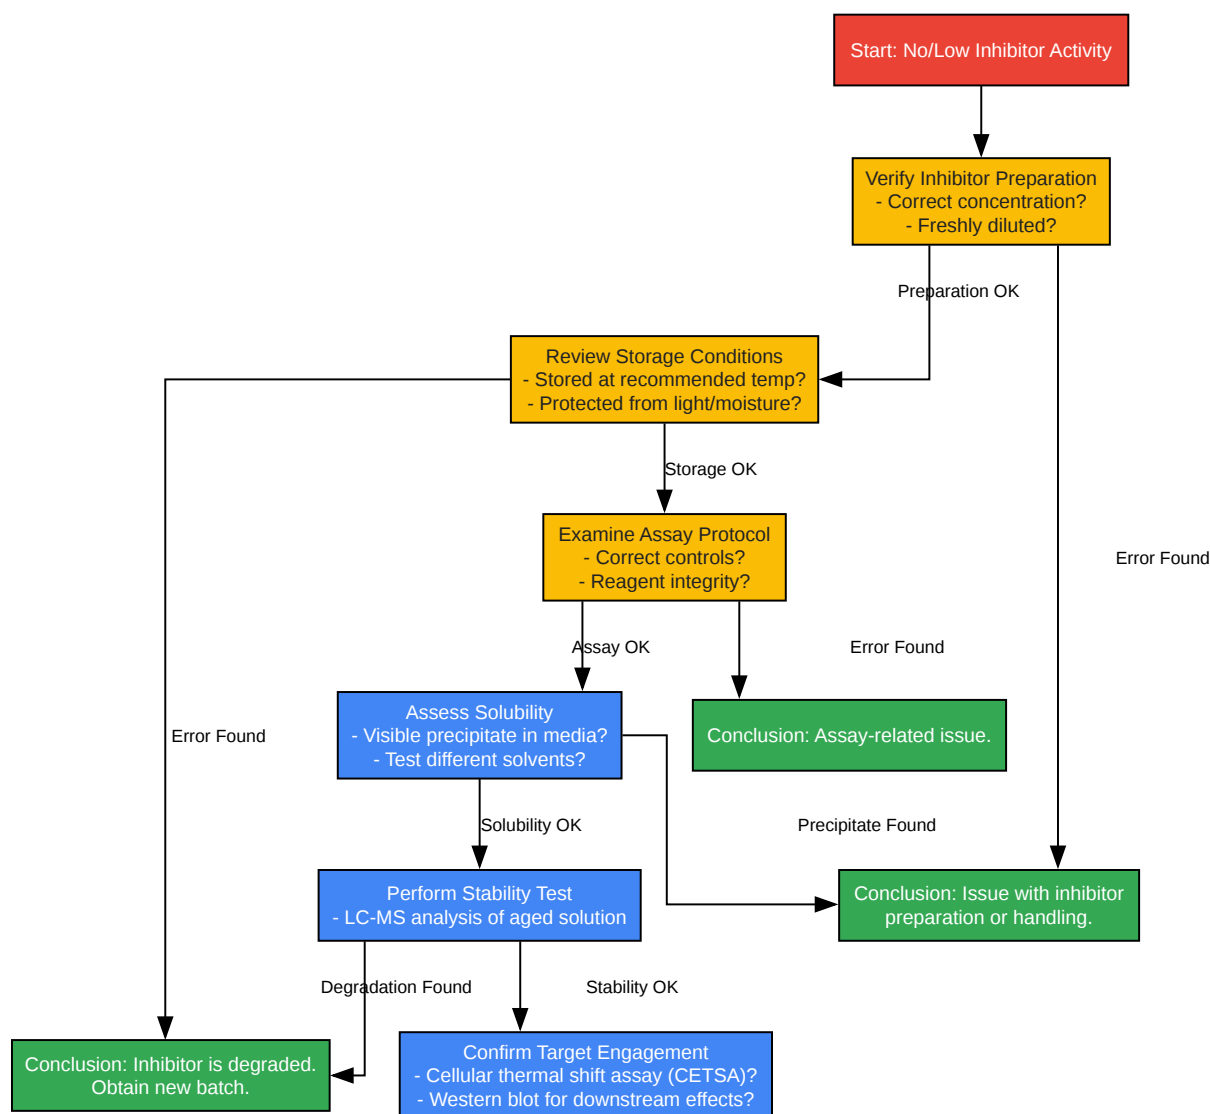 Start: No/Low Inhibitor Activity
Verify Inhibitor Preparation
- Correct concentration?
- Freshly diluted?
Preparation OK
Review Storage Conditions
- Stored at recommended temp?
- Protected from light/moisture?
Storage OK
Examine Assay Protocol
- Correct controls?
- Reagent integrity?
Error Found
Assay OK
Error Found
Assess Solubility
- Visible precipitate in media?
- Test different solvents?
Conclusion: Assay-related issue.
Error Found
Solubility OK
Precipitate Found
Perform Stability Test
- LC-MS analysis of aged solution
Conclusion: Issue with inhibitor
preparation or handling.
Degradation Found
Stability OK
Conclusion: Inhibitor is degraded.
Obtain new batch.
Confirm Target Engagement
- Cellular thermal shift assay (CETSA)?
- Western blot for downstream effects?